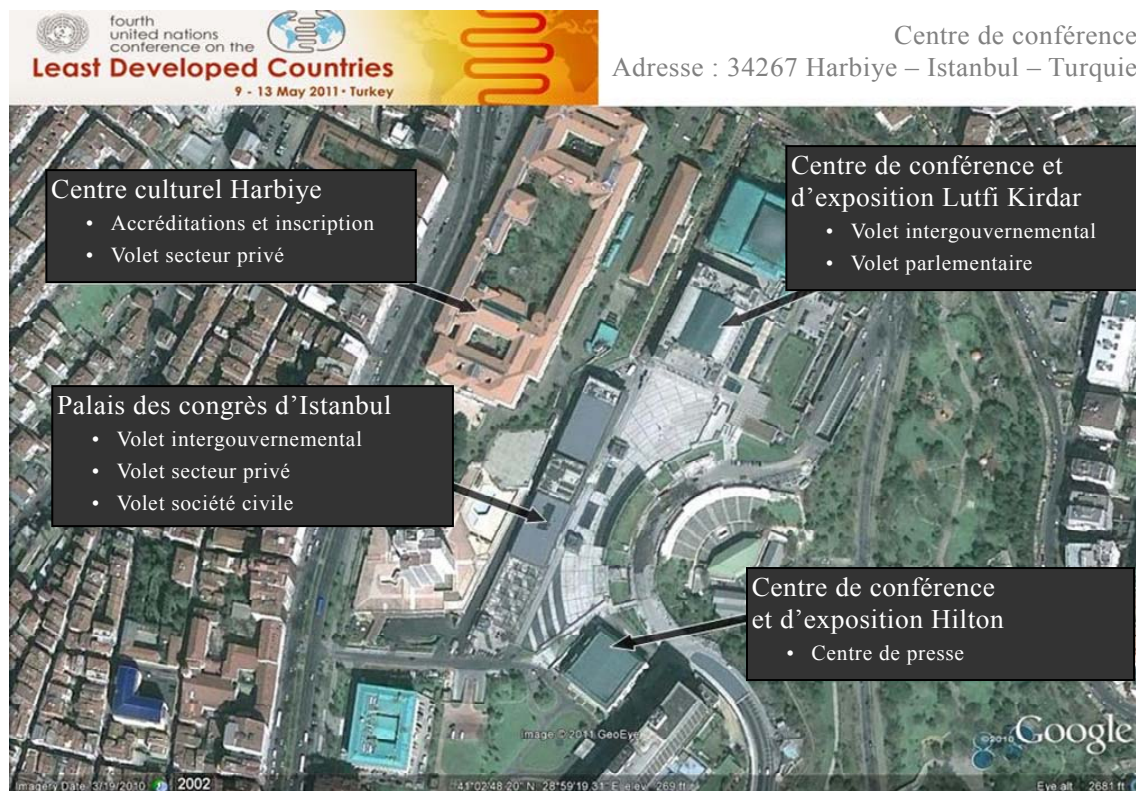 fourth
united nations
conference on the
Least Developed Countries
9 - 13 May 2011 • Turkey
Centre de conférence
Adresse : 34267 Harbiye – Istanbul – Turquie
Centre culturel Harbiye
• Accréditations et inscription
• Volet secteur privé
Centre de conférence et
d’exposition Lutfi Kirdar
• Volet intergouvernemental
• Volet parlementaire
Palais des congrès d’Istanbul
• Volet intergouvernemental
• Volet secteur privé
• Volet société civile
Centre de conférence
et d’exposition Hilton
• Centre de presse
Image © 2011 GeoEye
©2010 Google
Imagery Date: 3/19/2010
2002
41°02'48.20" N 28°59'19.31" E elev 269 ft
Eye alt 2681 ft